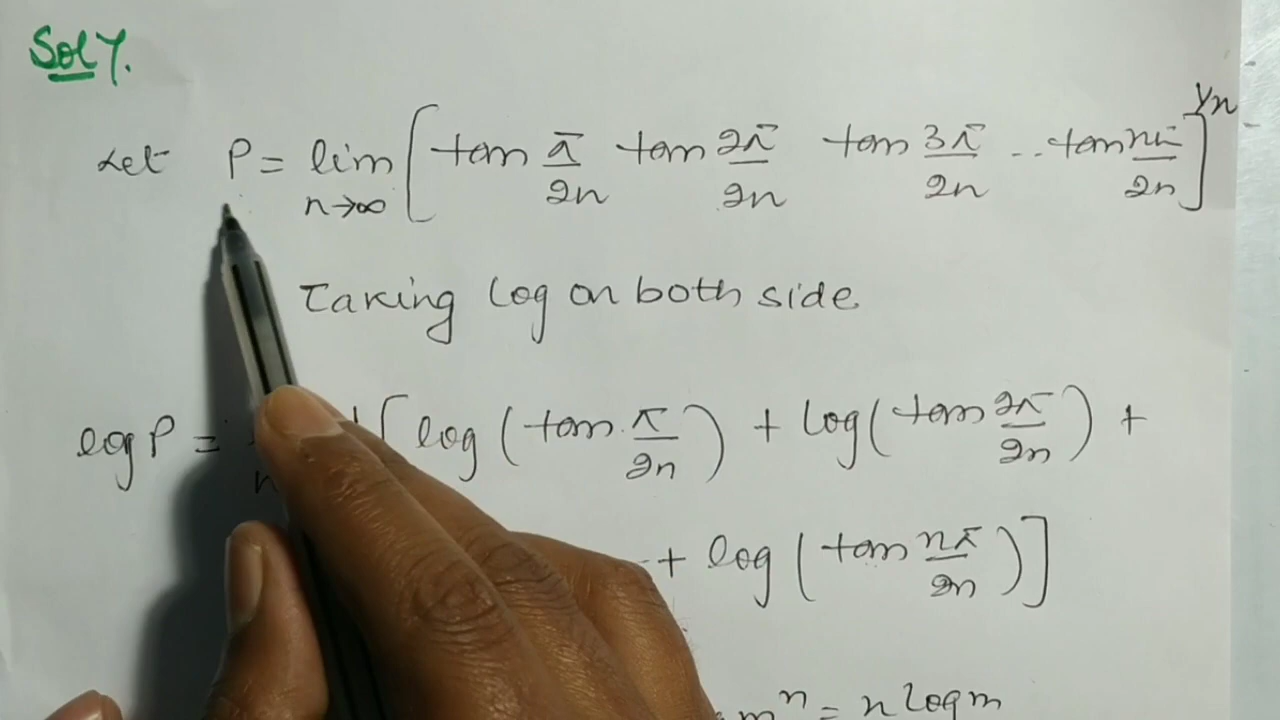 Solⁿ.
Let P = lim n→∞ [ tan π/2n tan 2π/2n tan 3π/2n .. tan nπ/2n ]^1/n
Taking log on both side
log P = [ log ( tan π/2n ) + log ( tan 2π/2n ) +
+ log ( tan nπ/2n ) ]
m^n = n log m